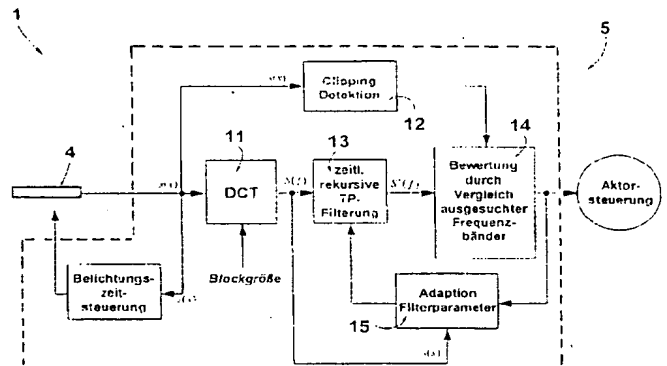 1
5
4
Clipping
Detektion
12
11
DCT
13
zeitl.
rekursive
TP-
Filterung
S'(f)
14
Bewertung
durch
Vergleich
ausgesuchter
Frequenz-
bänder
Aktor-
steuerung
Belichtungs-
zeit-
steuerung
Blockgröße
Adaption
Filterparameter
15